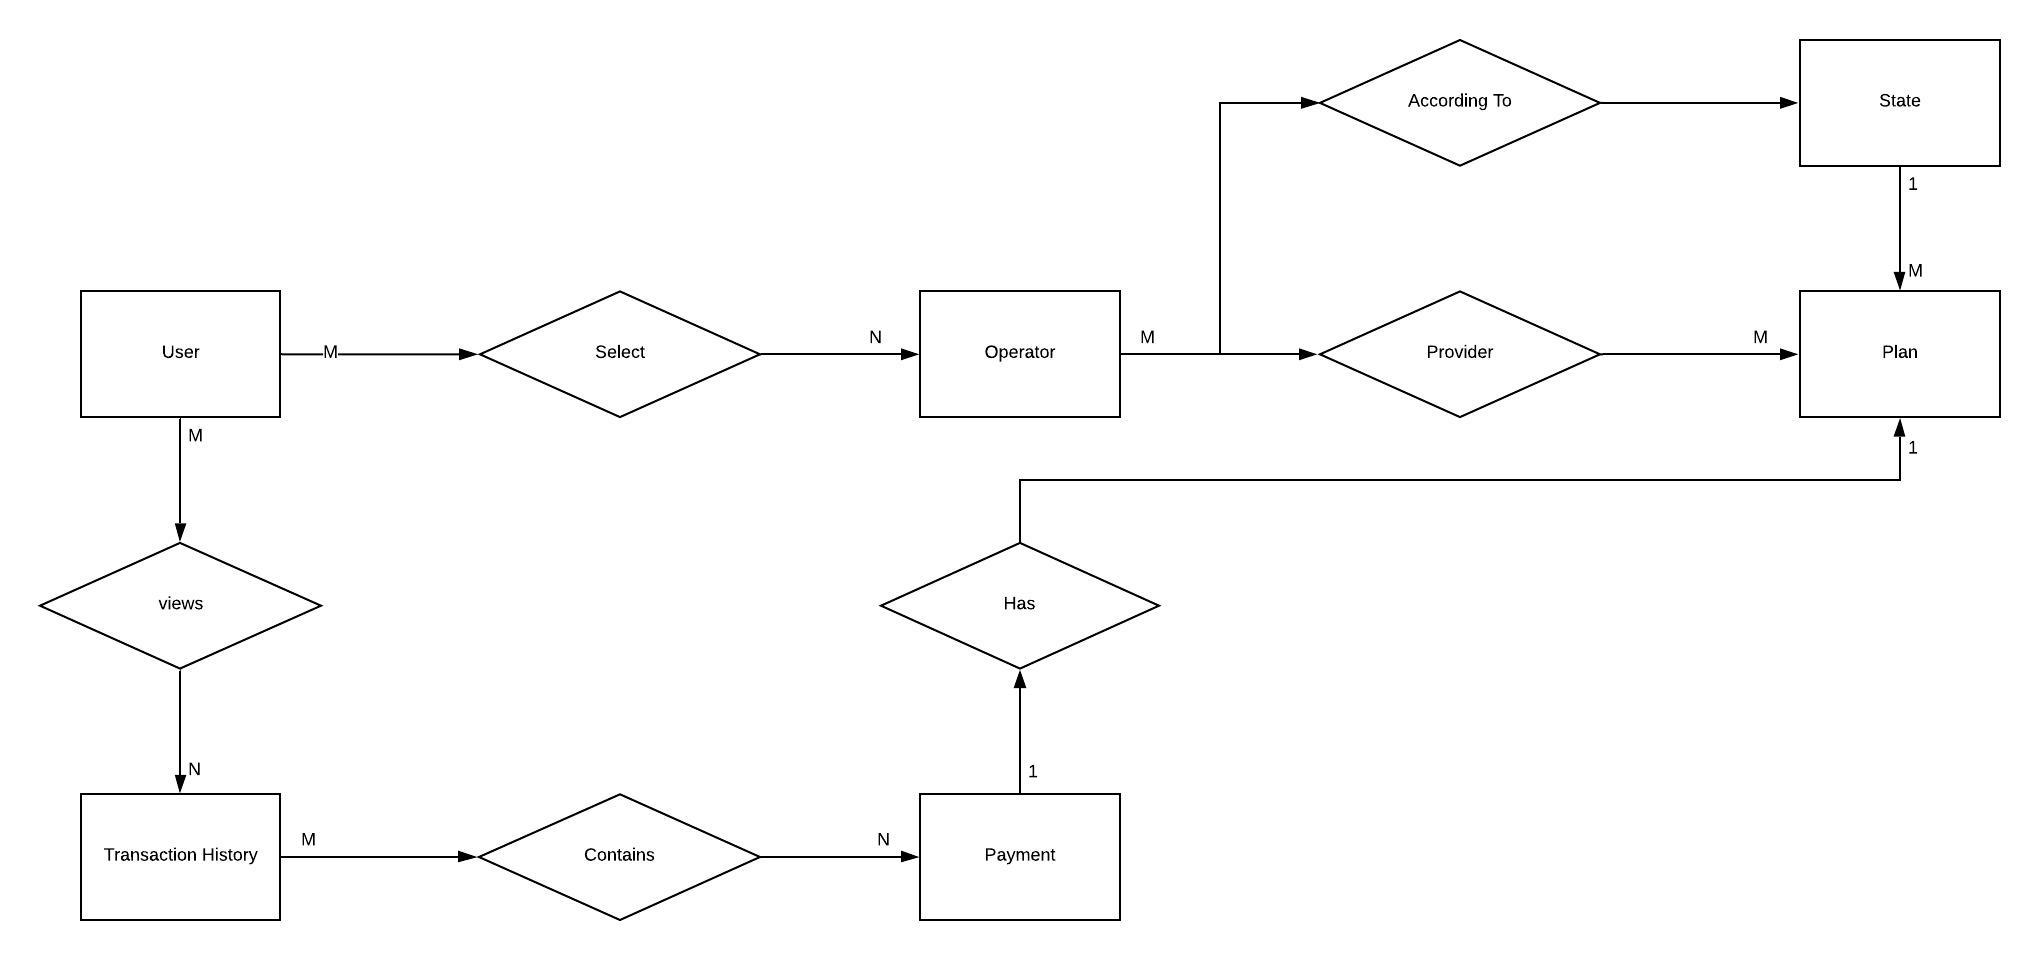 According To
State
1
M
User
M
Select
N
Operator
M
Provider
M
Plan
M
1
views
Has
N
1
Transaction History
M
Contains
N
Payment